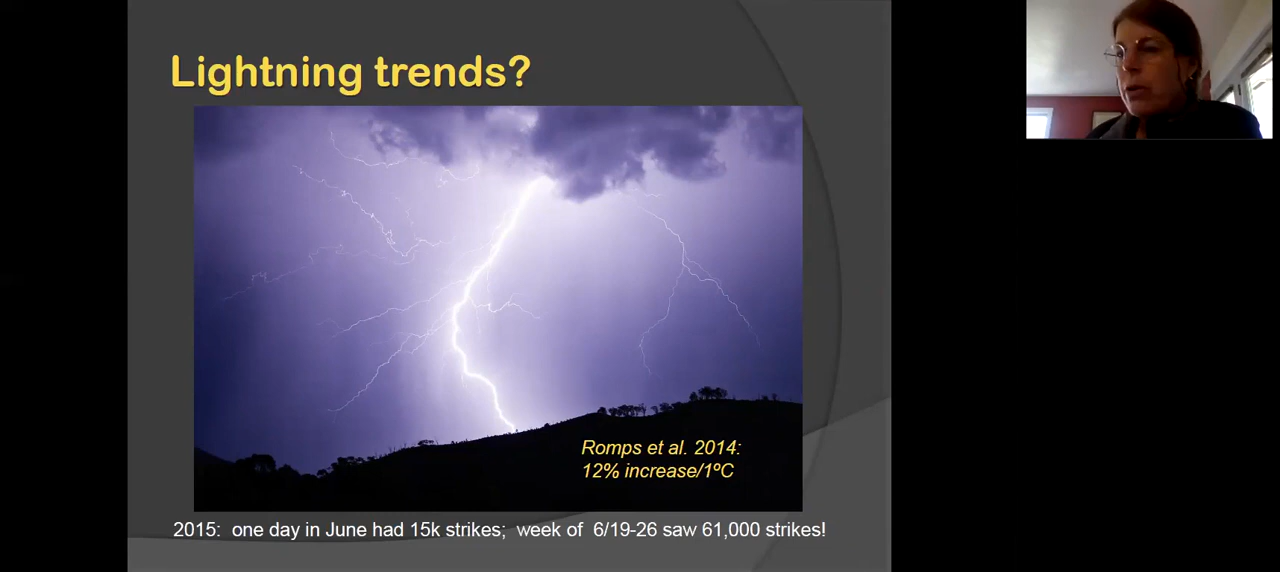 Lightning trends?
Romps et al. 2014:
12% increase/1ºC
2015:  one day in June had 15k strikes;  week of  6/19-26 saw 61,000 strikes!